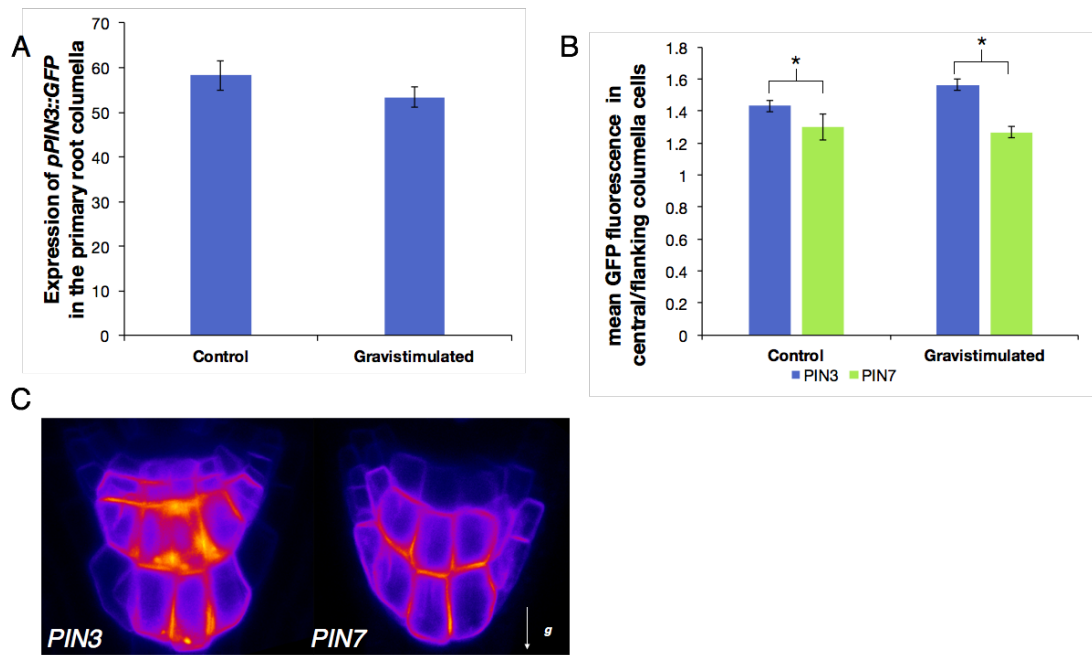 A
Expression of pPIN3::GFP
in the primary root columella
70
60
50
40
30
20
10
0
Control
Gravistimulated
B
mean GFP fluorescence in
central/flanking columella cells
1.8
1.6
1.4
1.2
1
0.8
0.6
0.4
0.2
0
*
*
Control
Gravistimulated
PIN3
PIN7
C
PIN3
PIN7
g